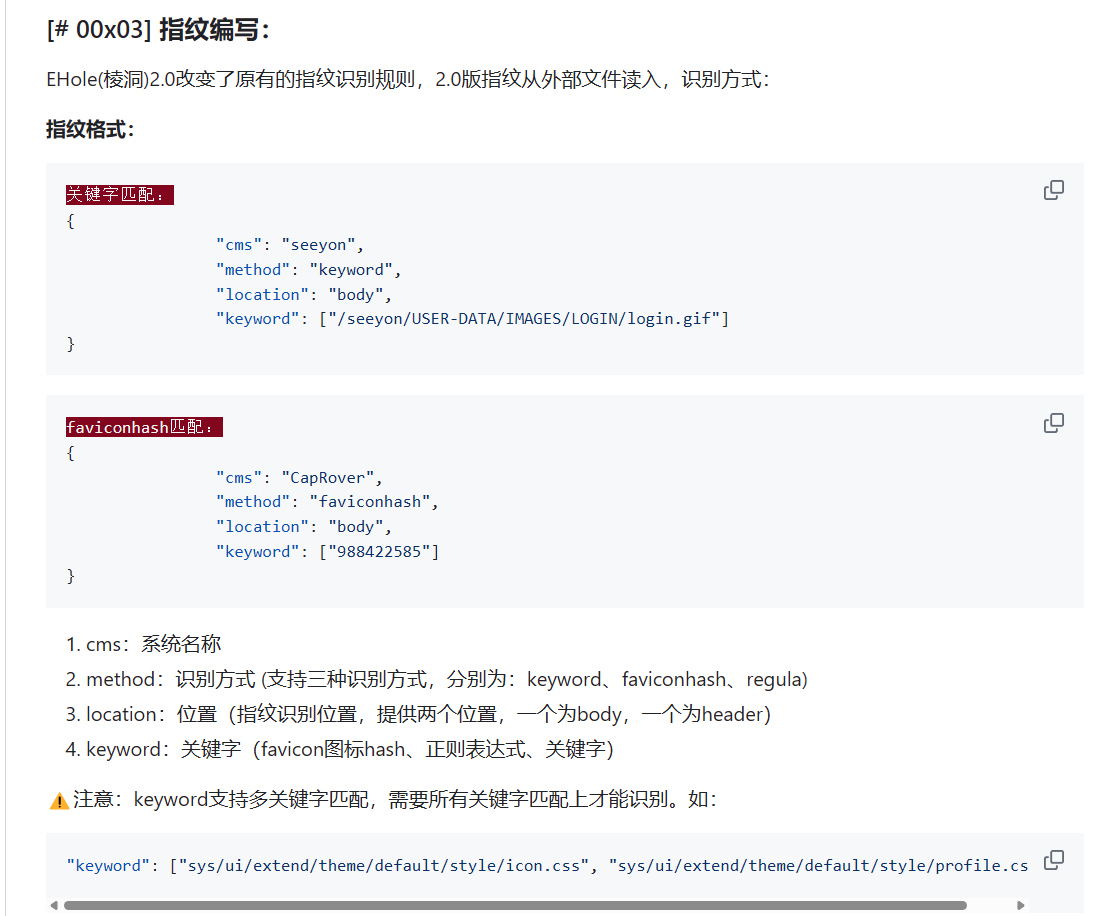 [# 00x03] 指纹编写：
EHole(棱洞)2.0改变了原有的指纹识别规则，2.0版指纹从外部文件读入，识别方式：
指纹格式：
关键字匹配：
{
"cms": "seeyon",
"method": "keyword",
"location": "body",
"keyword": ["/seeyon/USER-DATA/IMAGES/LOGIN/login.gif"]
}
faviconhash匹配：
{
"cms": "CapRover",
"method": "faviconhash",
"location": "body",
"keyword": ["988422585"]
}
1. cms：系统名称
2. method：识别方式 (支持三种识别方式，分别为：keyword、faviconhash、regula)
3. location：位置（指纹识别位置，提供两个位置，一个为body，一个为header）
4. keyword：关键字（favicon图标hash、正则表达式、关键字）
⚠️注意：keyword支持多关键字匹配，需要所有关键字匹配上才能识别。如：
"keyword": ["sys/ui/extend/theme/default/style/icon.css", "sys/ui/extend/theme/default/style/profile.cs